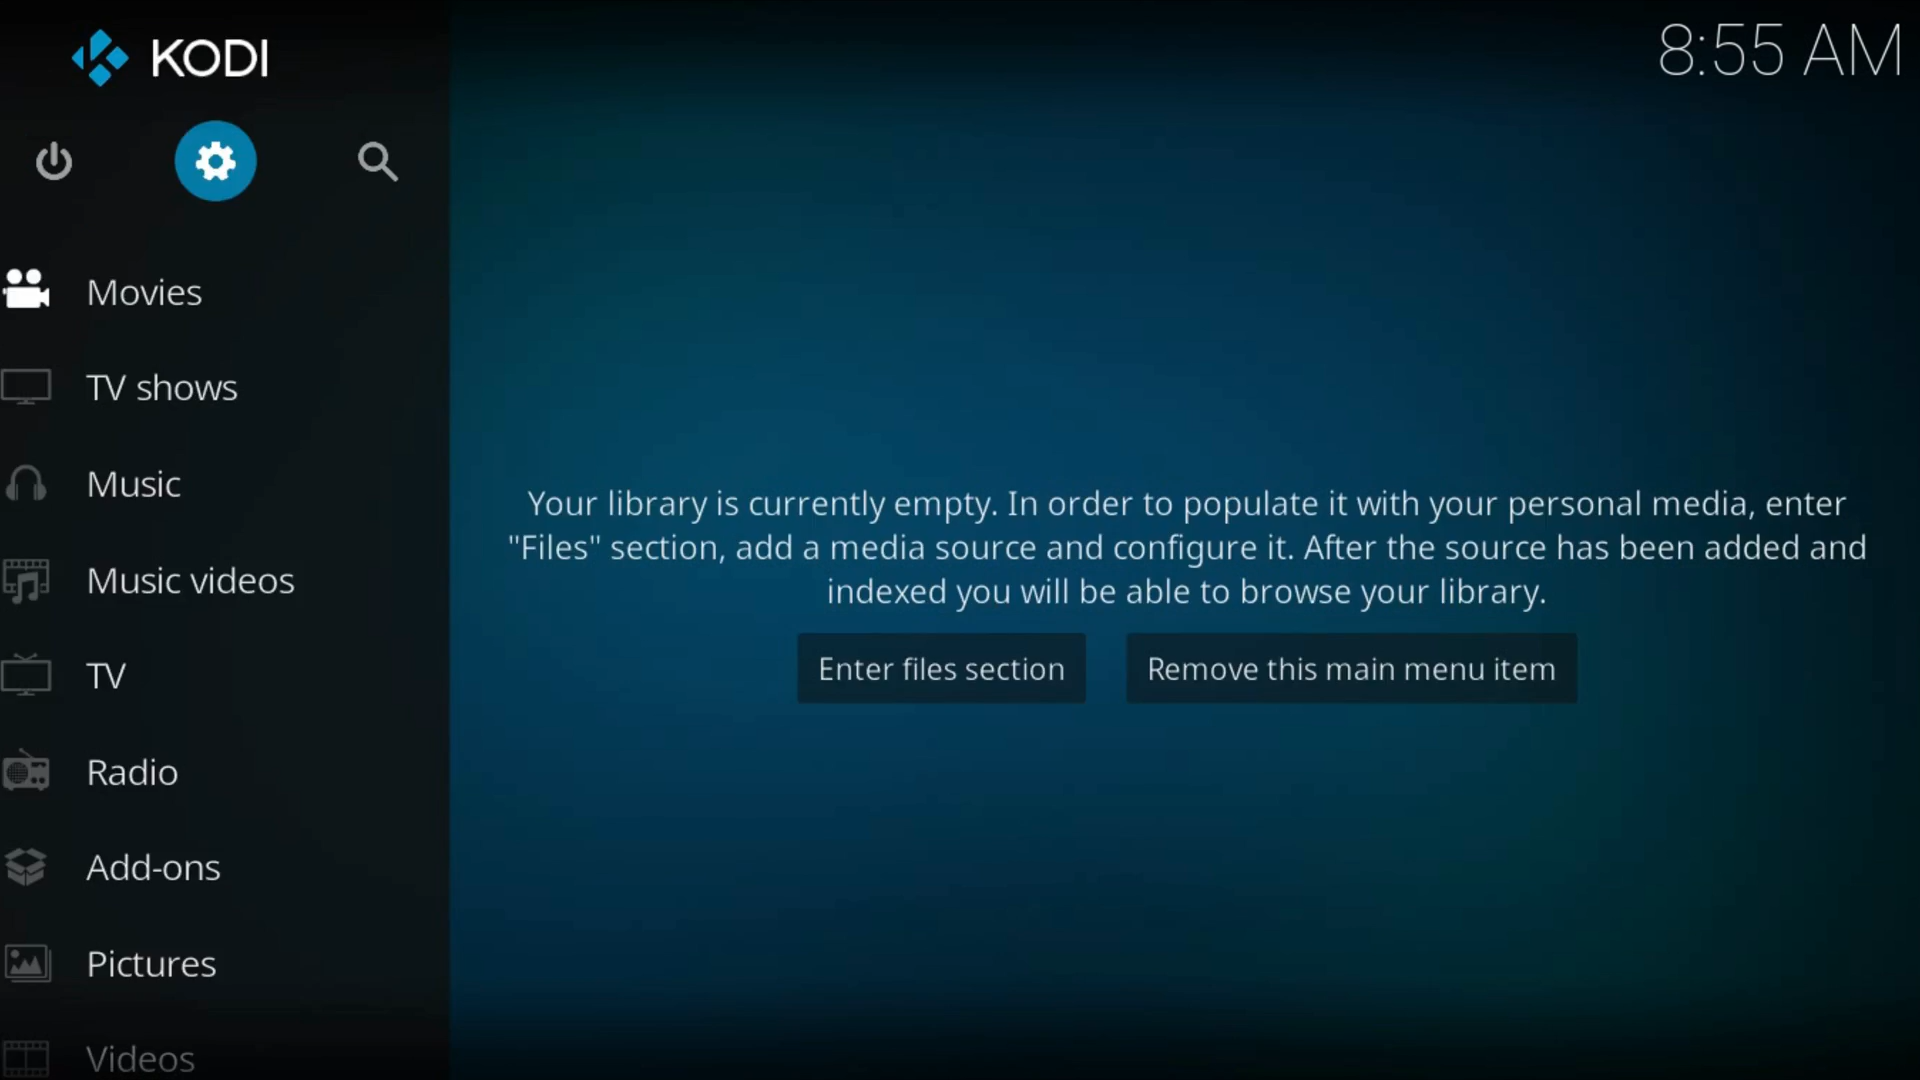 KODI
8:55 AM
Movies
TV shows
Music
Music videos
TV
Radio
Add-ons
Pictures
Videos
Your library is currently empty. In order to populate it with your personal media, enter
"Files" section, add a media source and configure it. After the source has been added and
indexed you will be able to browse your library.
Enter files section
Remove this main menu item